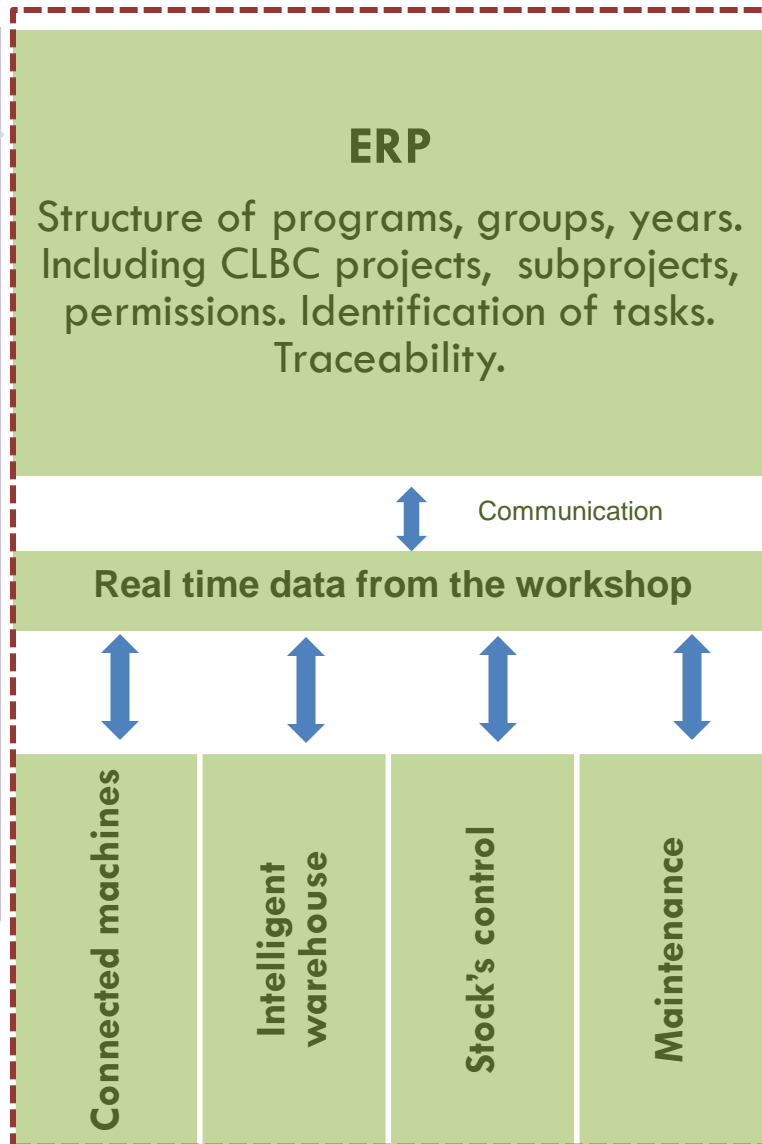 ERP
Structure of programs, groups, years.
Including CLBC projects, subprojects,
permissions. Identification of tasks.
Traceability.
Communication
Real time data from the workshop
Connected machines
Intelligent
warehouse
Stock’s control
Maintenance